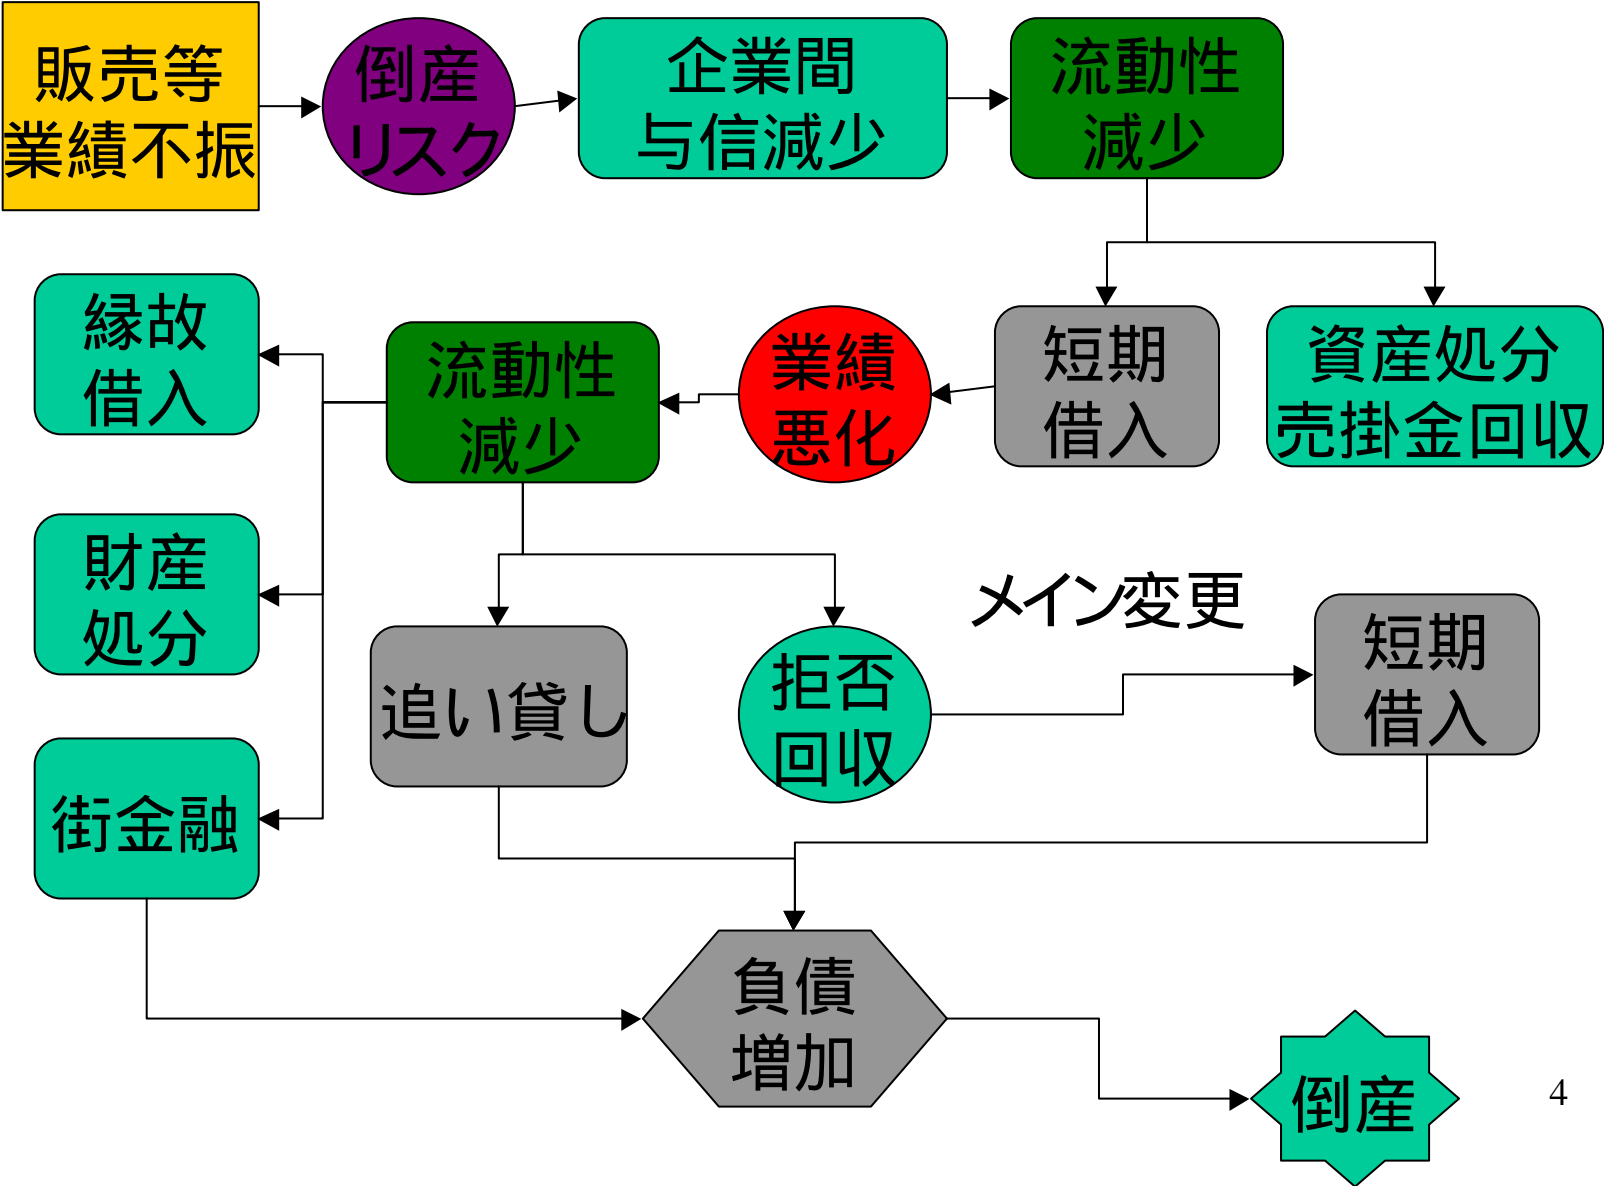 販売等
業績不振
倒産
リスク
企業間
与信減少
流動性
減少
縁故
借入
流動性
減少
業績
悪化
短期
借入
資産処分
売掛金回収
財産
処分
追い貸し
拒否
回収
メイン変更
短期
借入
街金融
負債
増加
倒産
4